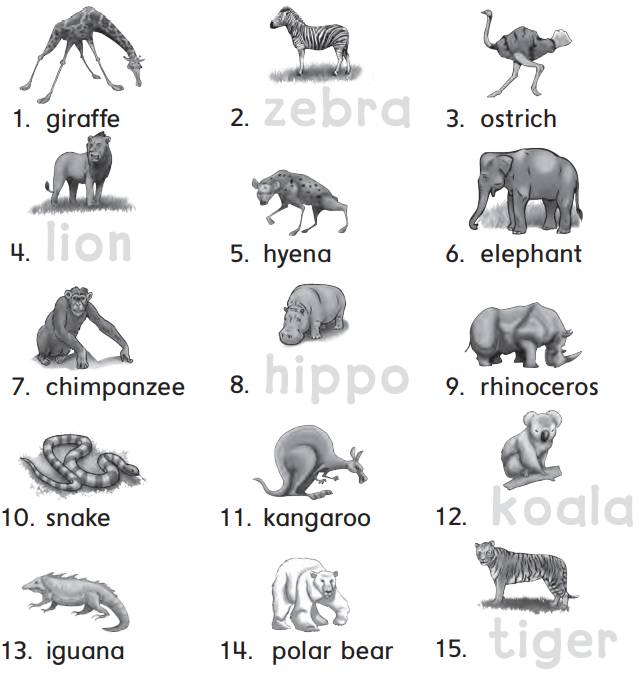 1. giraffe
2. zebra
3. ostrich
4. lion
5. hyena
6. elephant
7. chimpanzee
8. hippo
9. rhinoceros
10. snake
11. kangaroo
12. koala
13. iguana
14. polar bear
15. tiger